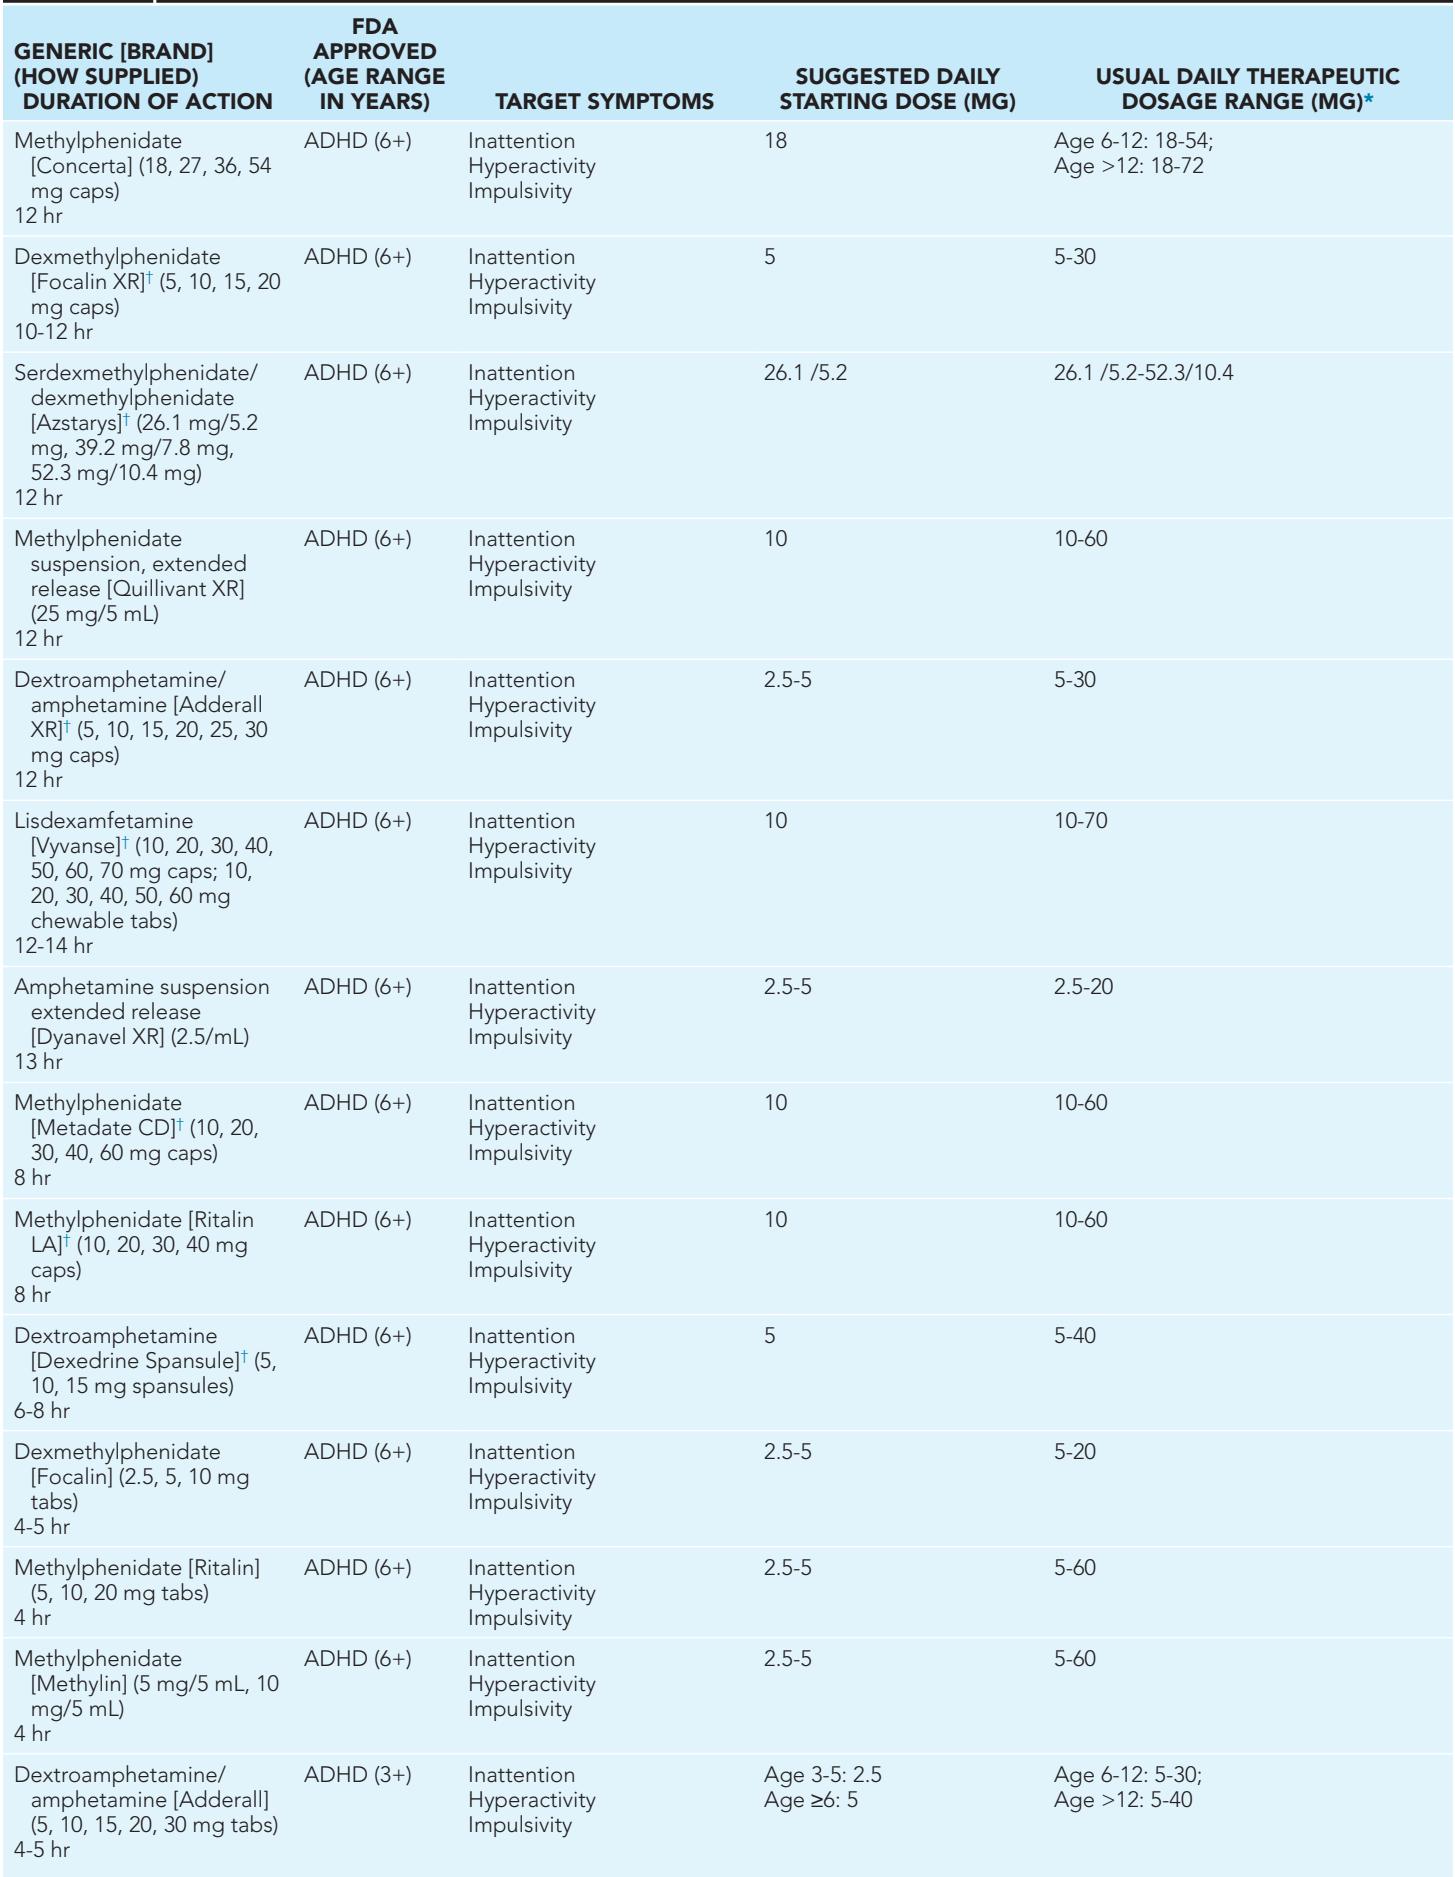 GENERIC [BRAND]
(HOW SUPPLIED)
DURATION OF ACTION
FDA
APPROVED
(AGE RANGE
IN YEARS)
TARGET SYMPTOMS
SUGGESTED DAILY
STARTING DOSE (MG)
USUAL DAILY THERAPEUTIC
DOSAGE RANGE (MG)*
Methylphenidate
[Concerta] (18, 27, 36, 54
mg caps)
12 hr
ADHD (6+)
Inattention
Hyperactivity
Impulsivity
18
Age 6-12: 18-54;
Age >12: 18-72
Dexmethylphenidate
[Focalin XR]† (5, 10, 15, 20
mg caps)
10-12 hr
ADHD (6+)
Inattention
Hyperactivity
Impulsivity
5
5-30
Serdexmethylphenidate/
dexmethylphenidate
[Azstarys]† (26.1 mg/5.2
mg, 39.2 mg/7.8 mg,
52.3 mg/10.4 mg)
12 hr
ADHD (6+)
Inattention
Hyperactivity
Impulsivity
26.1 /5.2
26.1 /5.2-52.3/10.4
Methylphenidate
suspension, extended
release [Quillivant XR]
(25 mg/5 mL)
12 hr
ADHD (6+)
Inattention
Hyperactivity
Impulsivity
10
10-60
Dextroamphetamine/
amphetamine [Adderall
XR]† (5, 10, 15, 20, 25, 30
mg caps)
12 hr
ADHD (6+)
Inattention
Hyperactivity
Impulsivity
2.5-5
5-30
Lisdexamfetamine
[Vyvanse]† (10, 20, 30, 40,
50, 60, 70 mg caps; 10,
20, 30, 40, 50, 60 mg
chewable tabs)
12-14 hr
ADHD (6+)
Inattention
Hyperactivity
Impulsivity
10
10-70
Amphetamine suspension
extended release
[Dyanavel XR] (2.5/mL)
13 hr
ADHD (6+)
Inattention
Hyperactivity
Impulsivity
2.5-5
2.5-20
Methylphenidate
[Metadate CD]† (10, 20,
30, 40, 60 mg caps)
8 hr
ADHD (6+)
Inattention
Hyperactivity
Impulsivity
10
10-60
Methylphenidate [Ritalin
LA]† (10, 20, 30, 40 mg
caps)
8 hr
ADHD (6+)
Inattention
Hyperactivity
Impulsivity
10
10-60
Dextroamphetamine
[Dexedrine Spansule]† (5,
10, 15 mg spansules)
6-8 hr
ADHD (6+)
Inattention
Hyperactivity
Impulsivity
5
5-40
Dexmethylphenidate
[Focalin] (2.5, 5, 10 mg
tabs)
4-5 hr
ADHD (6+)
Inattention
Hyperactivity
Impulsivity
2.5-5
5-20
Methylphenidate [Ritalin]
(5, 10, 20 mg tabs)
4 hr
ADHD (6+)
Inattention
Hyperactivity
Impulsivity
2.5-5
5-60
Methylphenidate
[Methylin] (5 mg/5 mL, 10
mg/5 mL)
4 hr
ADHD (6+)
Inattention
Hyperactivity
Impulsivity
2.5-5
5-60
Dextroamphetamine/
amphetamine [Adderall]
(5, 10, 15, 20, 30 mg tabs)
4-5 hr
ADHD (3+)
Inattention
Hyperactivity
Impulsivity
Age 3-5: 2.5
Age ≥6: 5
Age 6-12: 5-30;
Age >12: 5-40